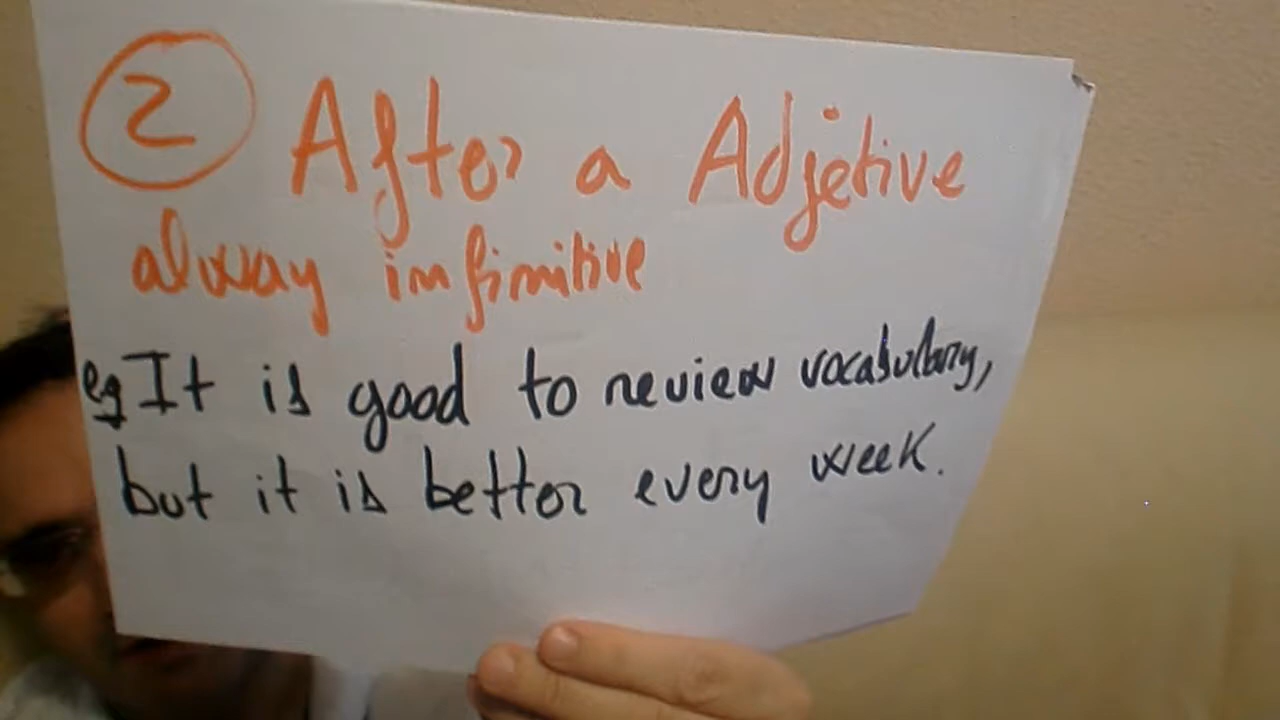 2 After a Adjetive
alway infinitive
eg It is good to review vocabulary,
but it is better every week.